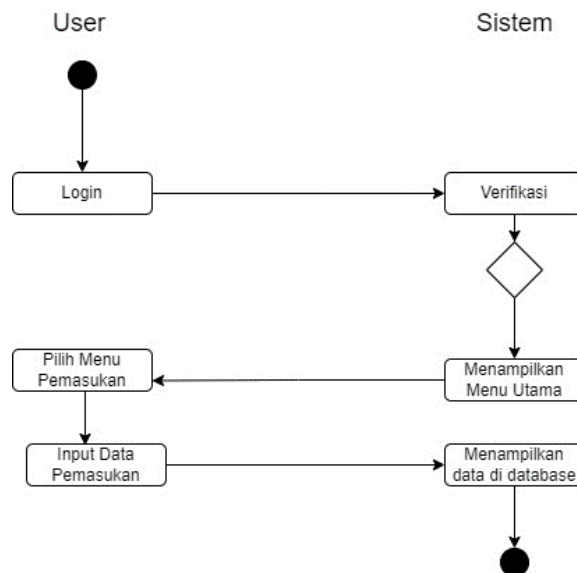 User
Sistem
Login
Verifikasi
Pilih Menu
Pemasukan
Menampilkan
Menu Utama
Input Data
Pemasukan
Menampilkan
data di database